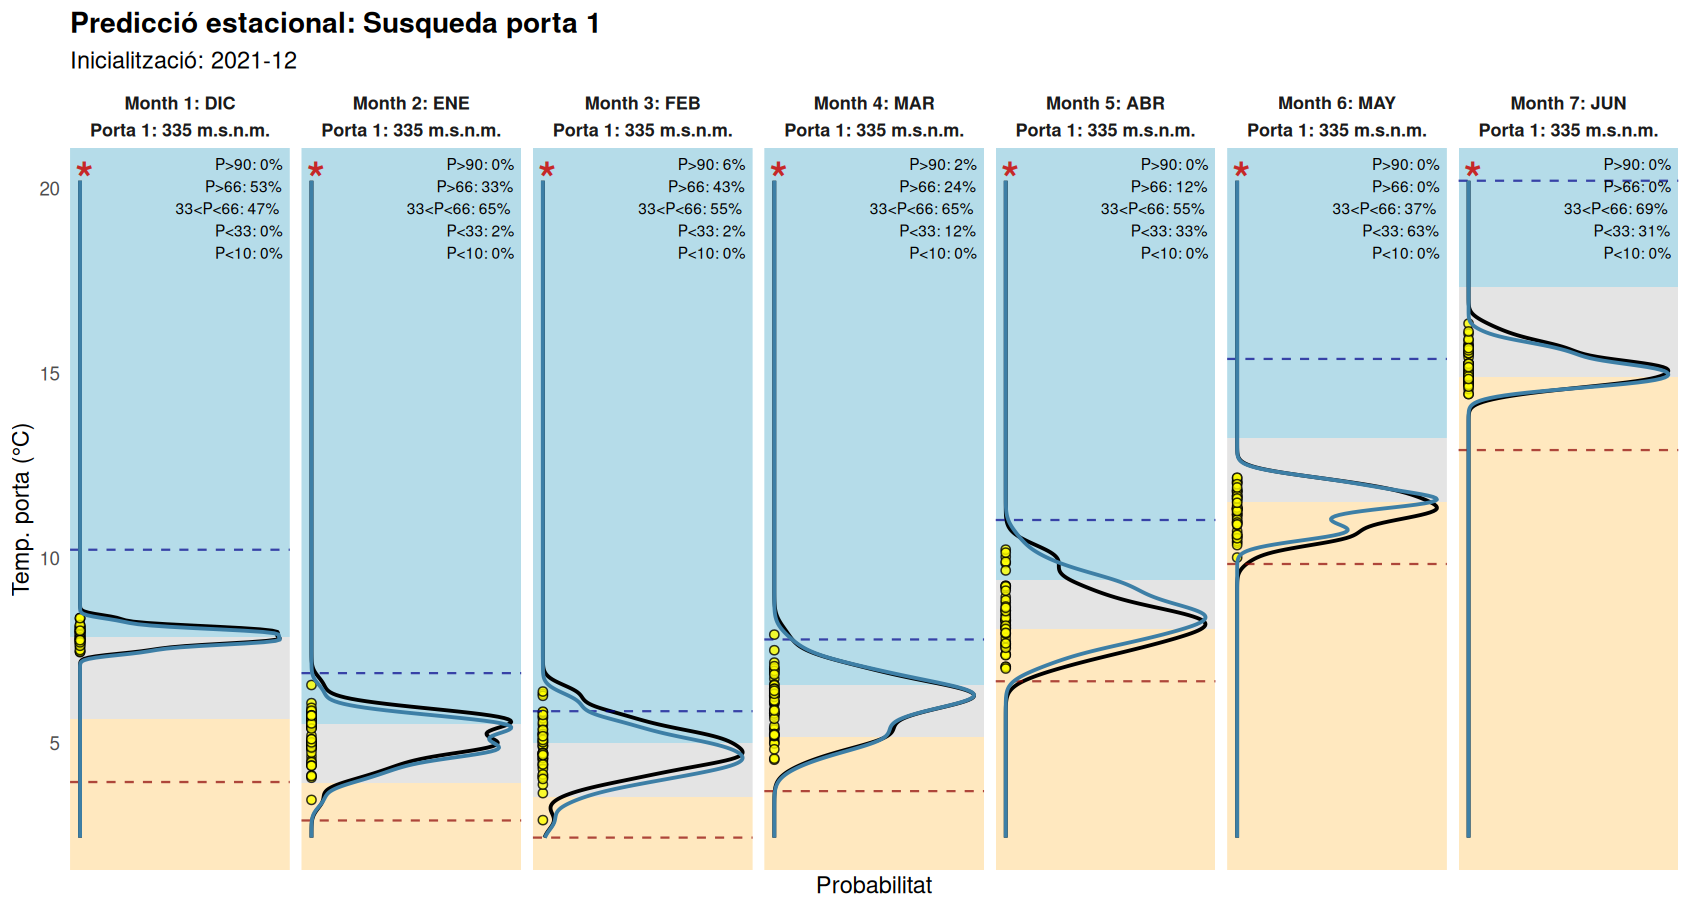 Predicció estacional: Susqueda porta 1
Inicialització: 2021-12
Month 1: DIC
Porta 1: 335 m.s.n.m.
Month 2: ENE
Porta 1: 335 m.s.n.m.
Month 3: FEB
Porta 1: 335 m.s.n.m.
Month 4: MAR
Porta 1: 335 m.s.n.m.
Month 5: ABR
Porta 1: 335 m.s.n.m.
Month 6: MAY
Porta 1: 335 m.s.n.m.
Month 7: JUN
Porta 1: 335 m.s.n.m.
*
P>90: 0%
P>66: 53%
33<P<66: 47%
P<33: 0%
P<10: 0%
*
P>90: 0%
P>66: 33%
33<P<66: 65%
P<33: 2%
P<10: 0%
*
P>90: 6%
P>66: 43%
33<P<66: 55%
P<33: 2%
P<10: 0%
*
P>90: 2%
P>66: 24%
33<P<66: 65%
P<33: 12%
P<10: 0%
*
P>90: 0%
P>66: 12%
33<P<66: 55%
P<33: 33%
P<10: 0%
*
P>90: 0%
P>66: 0%
33<P<66: 37%
P<33: 63%
P<10: 0%
*
P>90: 0%
P>66: 0%
33<P<66: 69%
P<33: 31%
P<10: 0%
20
15
10
5
Temp. porta (°C)
Probabilitat